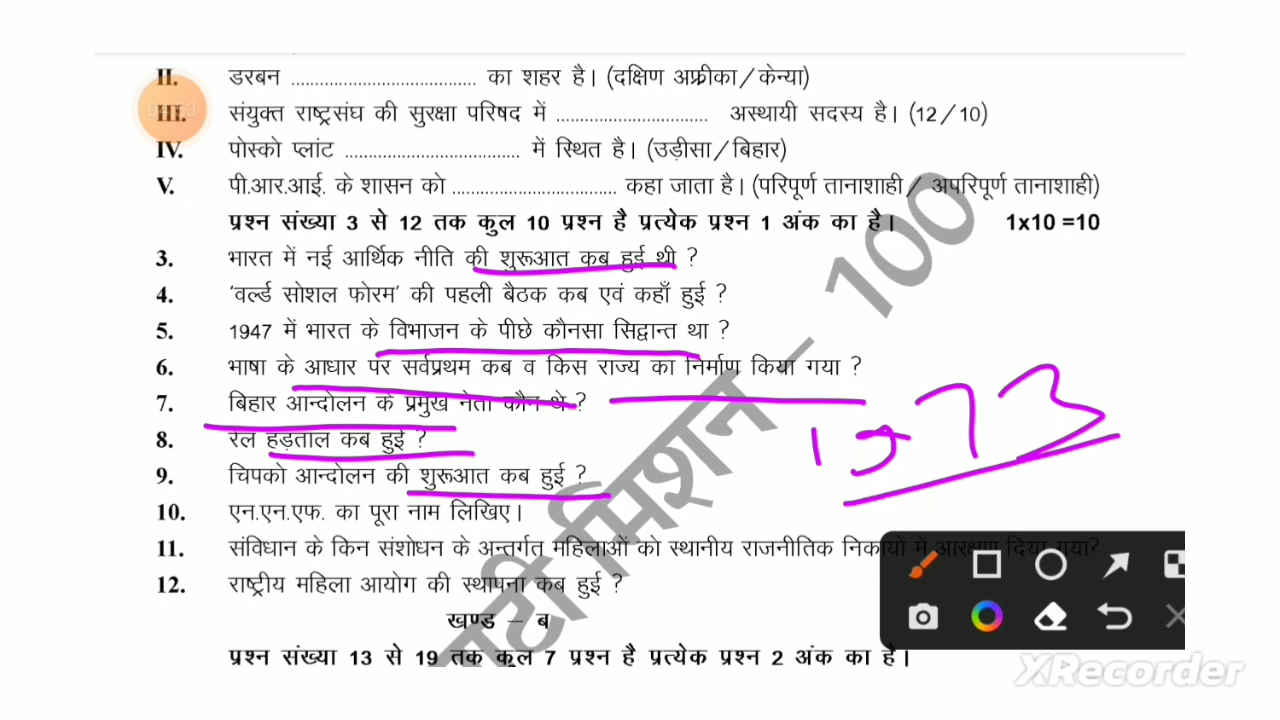 II. डरबन ....................................... का शहर है। (दक्षिण अफ्रीका/केन्या)
III. संयुक्त राष्ट्रसंघ की सुरक्षा परिषद में ................................ अस्थायी सदस्य है। (12/10)
IV. पोस्को प्लांट ..................................... में स्थित है। (उड़ीसा/बिहार)
V. पी.आर.आई. के शासन को .................................. कहा जाता है। (परिपूर्ण तानाशाही/ अपरिपूर्ण तानाशाही)
प्रश्न संख्या 3 से 12 तक कुल 10 प्रश्न है प्रत्येक प्रश्न 1 अंक का है। 1x10 =10
3. भारत में नई आर्थिक नीति की शुरूआत कब हुई थी ?
4. 'वर्ल्ड सोशल फोरम' की पहली बैठक कब एवं कहाँ हुई ?
5. 1947 में भारत के विभाजन के पीछे कौनसा सिद्वान्त था ?
6. भाषा के आधार पर सर्वप्रथम कब व किस राज्य का निर्माण किया गया ?
7. बिहार आन्दोलन के प्रमुख नेता कौन थे ?
8. रेल हड़ताल कब हुई ?
1973
9. चिपको आन्दोलन की शुरूआत कब हुई ?
10. एन.एन.एफ. का पूरा नाम लिखिए।
11. संविधान के किन संशोधन के अन्तर्गत महिलाओं को स्थानीय राजनीतिक निकायों में आरक्षण दिया गया?
12. राष्ट्रीय महिला आयोग की स्थापना कब हुई ?
खण्ड – ब
प्रश्न संख्या 13 से 19 तक कुल 7 प्रश्न है प्रत्येक प्रश्न 2 अंक का है।
मिशन – 100
XRecorder